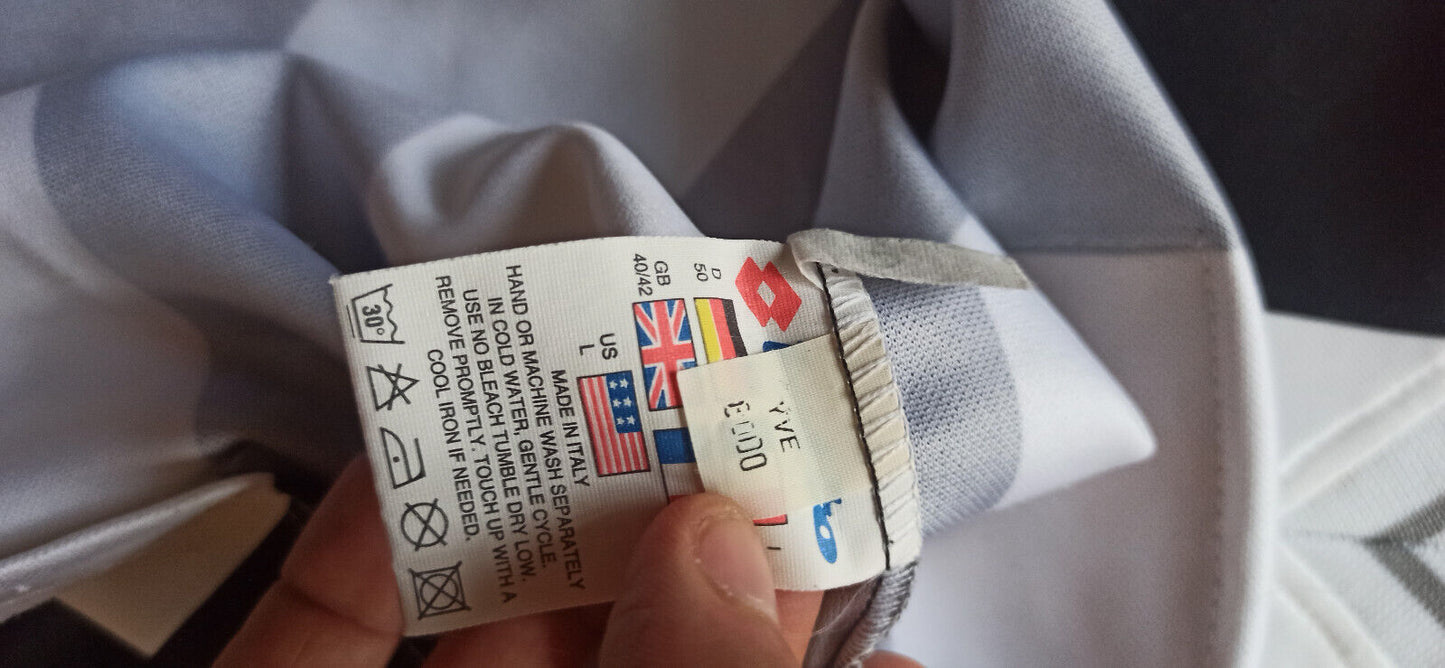 D
50
GB
40/42
US
L
MADE IN ITALY
HAND OR MACHINE WASH SEPARATELY
IN COLD WATER, GENTLE CYCLE.
USE NO BLEACH TUMBLE DRY LOW.
REMOVE PROMPTLY. TOUCH UP WITH A
COOL IRON IF NEEDED.
30°
YVE